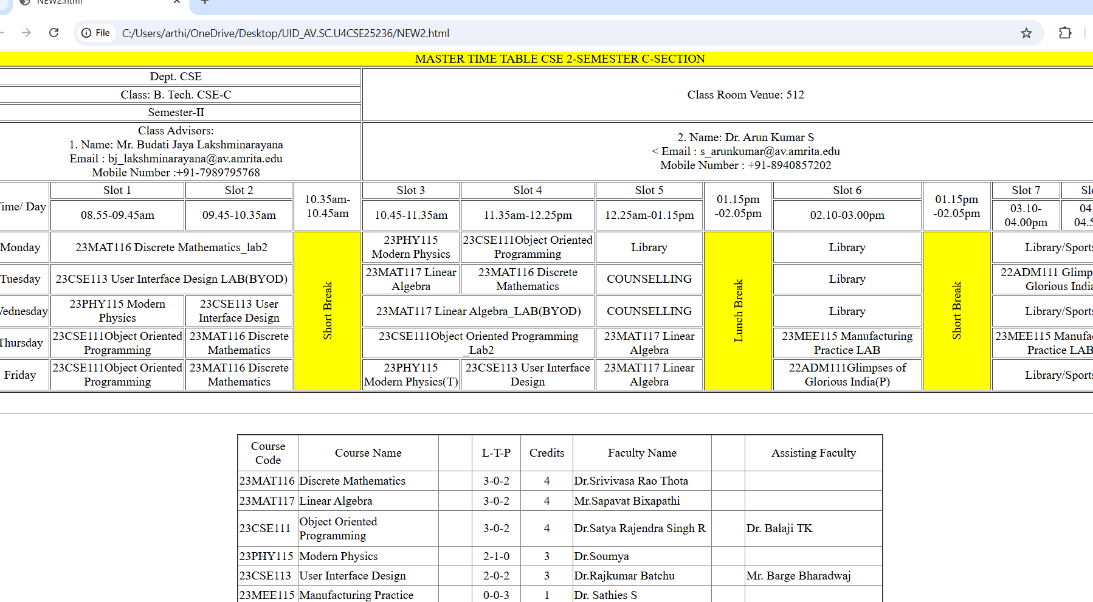 NEW2.html
File C:/Users/arthi/OneDrive/Desktop/UID_AV.SC.U4CSE25236/NEW2.html
MASTER TIME TABLE CSE 2-SEMESTER C-SECTION
Dept. CSE
Class: B. Tech. CSE-C
Semester-II
Class Room Venue: 512
Class Advisors:
1. Name: Mr. Budati Jaya Lakshminarayana
Email : bj_lakshminarayana@av.amrita.edu
Mobile Number :+91-7989795768
2. Name: Dr. Arun Kumar S
< Email : s_arunkumar@av.amrita.edu
Mobile Number : +91-8940857202
ime/ Day
Slot 1 Slot 2 10.35am-10.45am Slot 3 Slot 4 Slot 5 01.15pm-02.05pm Slot 6 01.15pm-02.05pm Slot 7
08.55-09.45am 09.45-10.35am 10.45-11.35am 11.35am-12.25pm 12.25am-01.15pm 02.10-03.00pm 03.10-04.00pm
Monday 23MAT116 Discrete Mathematics_lab2 Short Break 23PHY115 Modern Physics 23CSE111Object Oriented Programming Library Lunch Break Library Short Break Library/Sports
Tuesday 23CSE113 User Interface Design LAB(BYOD) 23MAT117 Linear Algebra 23MAT116 Discrete Mathematics COUNSELLING Library 22ADM111 Glimp Glorious India
ednesday 23PHY115 Modern Physics 23CSE113 User Interface Design 23MAT117 Linear Algebra_LAB(BYOD) COUNSELLING Library Library/Sports
hursday 23CSE111Object Oriented Programming 23MAT116 Discrete Mathematics 23CSE111Object Oriented Programming _Lab2 23MAT117 Linear Algebra 23MEE115 Manufacturing Practice LAB 23MEE115 Manufa Practice LAB
Friday 23CSE111Object Oriented Programming 23MAT116 Discrete Mathematics 23PHY115 Modern Physics(T) 23CSE113 User Interface Design 23MAT117 Linear Algebra 22ADM111Glimpses of Glorious India(P) Library/Sports
Course Code Course Name L-T-P Credits Faculty Name Assisting Faculty
23MAT116 Discrete Mathematics 3-0-2 4 Dr.Srivivasa Rao Thota
23MAT117 Linear Algebra 3-0-2 4 Mr.Sapavat Bixapathi
23CSE111 Object Oriented Programming 3-0-2 4 Dr.Satya Rajendra Singh R Dr. Balaji TK
23PHY115 Modern Physics 2-1-0 3 Dr.Soumya
23CSE113 User Interface Design 2-0-2 3 Dr.Rajkumar Batchu Mr. Barge Bharadwaj
23MEE115 Manufacturing Practice 0-0-3 1 Dr. Sathies S